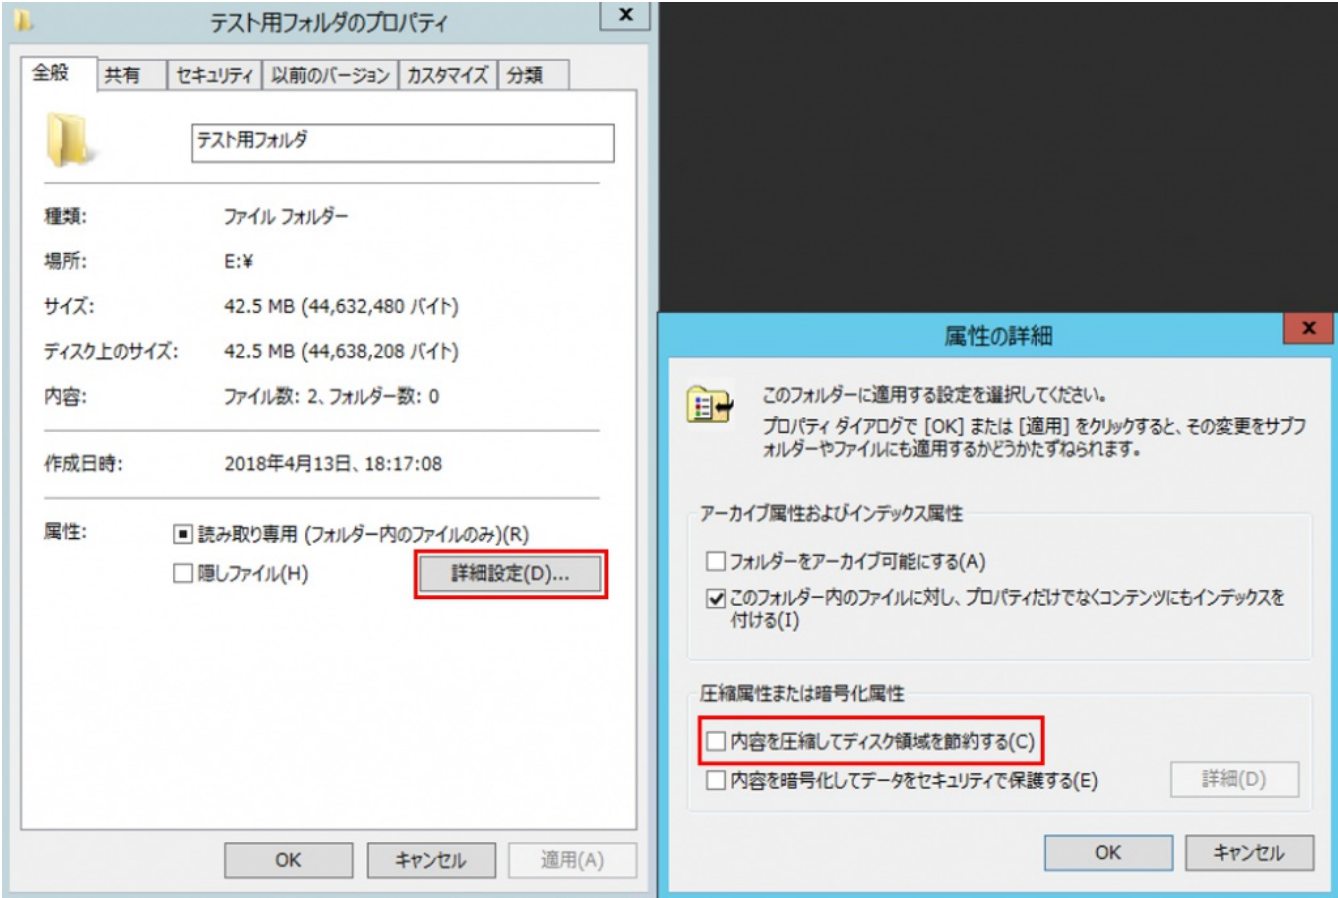 テスト用フォルダのプロパティ
x
全般 共有 セキュリティ 以前のバージョン カスタマイズ 分類
テスト用フォルダ
種類: ファイル フォルダー
場所: E:¥
サイズ: 42.5 MB (44,632,480 バイト)
ディスク上のサイズ: 42.5 MB (44,638,208 バイト)
内容: ファイル数: 2、フォルダー数: 0
作成日時: 2018年4月13日、18:17:08
属性: 読み取り専用 (フォルダー内のファイルのみ)(R)
隠しファイル(H) 詳細設定(D)...
OK キャンセル 適用(A)
属性の詳細
x
このフォルダーに適用する設定を選択してください。
プロパティ ダイアログで [OK] または [適用] をクリックすると、その変更をサブフ
ォルダーやファイルにも適用するかどうかたずねられます。
アーカイブ属性およびインデックス属性
フォルダーをアーカイブ可能にする(A)
このフォルダー内のファイルに対し、プロパティだけでなくコンテンツにもインデックスを
付ける(I)
圧縮属性または暗号化属性
内容を圧縮してディスク領域を節約する(C)
内容を暗号化してデータをセキュリティで保護する(E) 詳細(D)
OK キャンセル